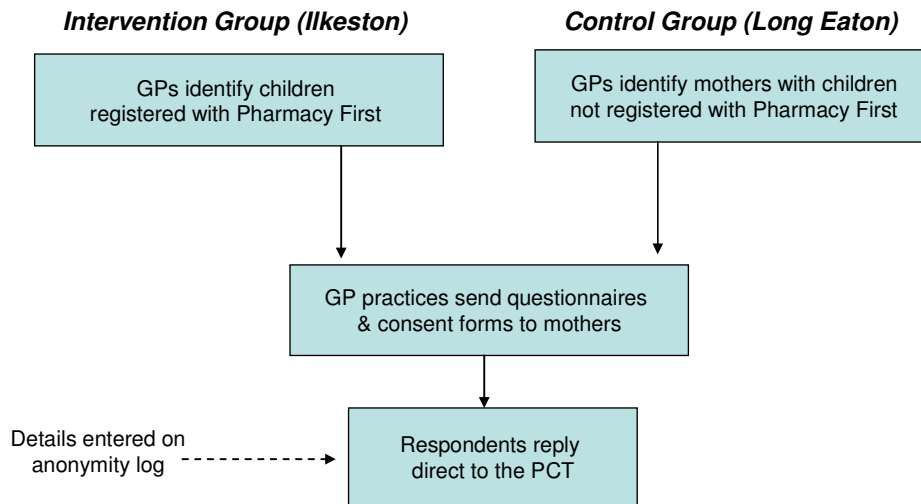 Intervention Group (Ilkeston)
Control Group (Long Eaton)
GPs identify children
registered with Pharmacy First
GPs identify mothers with children
not registered with Pharmacy First
GP practices send questionnaires
& consent forms to mothers
Details entered on
anonymity log
Respondents reply
direct to the PCT